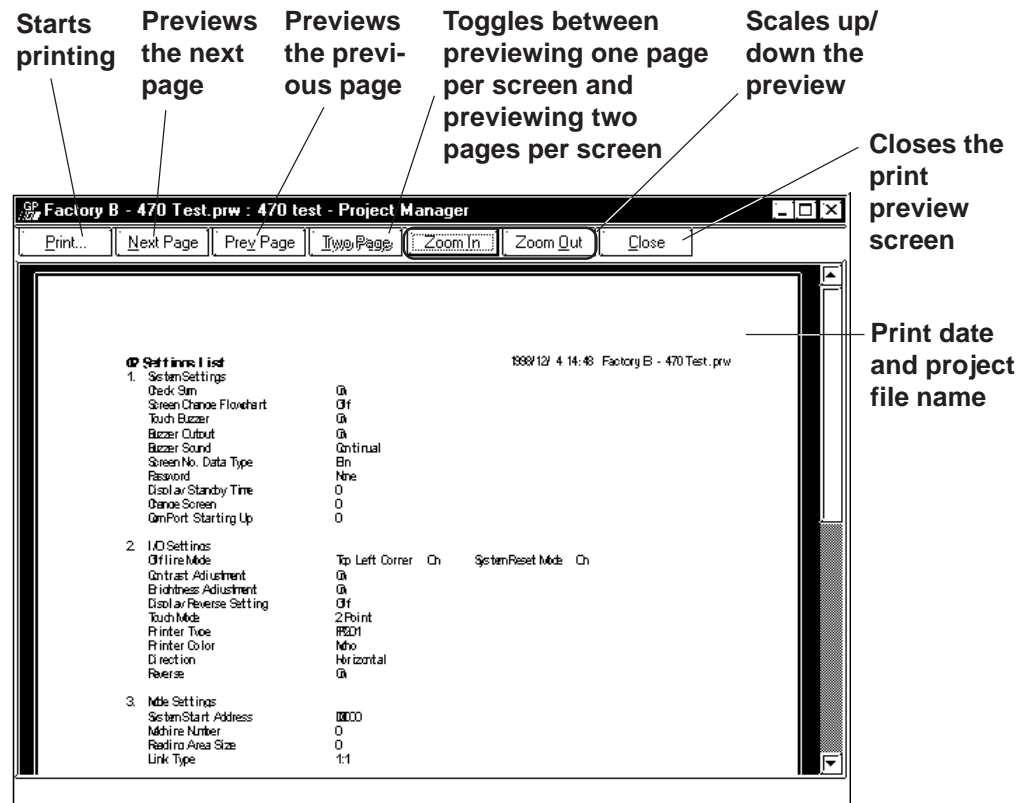 Starts
printing
Previews
the next
page
Previews
the previ-
ous page
Toggles between
previewing one page
per screen and
previewing two
pages per screen
Scales up/
down the
preview
Closes the
print
preview
screen
Factory B - 470 Test.prw : 470 test - Project Manager
Print... Next Page Prev Page Two Page Zoom In Zoom Out Close
Print date
and project
file name
GP Settings List 1998/12/ 4 14:48 Factory B - 470 Test.prw
1. System Settings
Check Sum On
Screen Change Flowchart Off
Touch Buzzer On
Buzzer Output On
Buzzer Sound Continual
Screen No. Data Type Bin
Password None
Display Standby Time 0
Change Screen 0
Com Port Starting Up 0
2. I/O Settings
Offline Mode Top Left Corner On System Reset Mode On
Contrast Adjustment On
Brightness Adjustment On
Display Reverse Setting Off
Touch Mode 2 Point
Printer Type
Printer Color Mono
Direction Horizontal
Reverse On
3. Mode Settings
System Start Address
Machine Number 0
Reading Area Size 0
Link Type 1:1